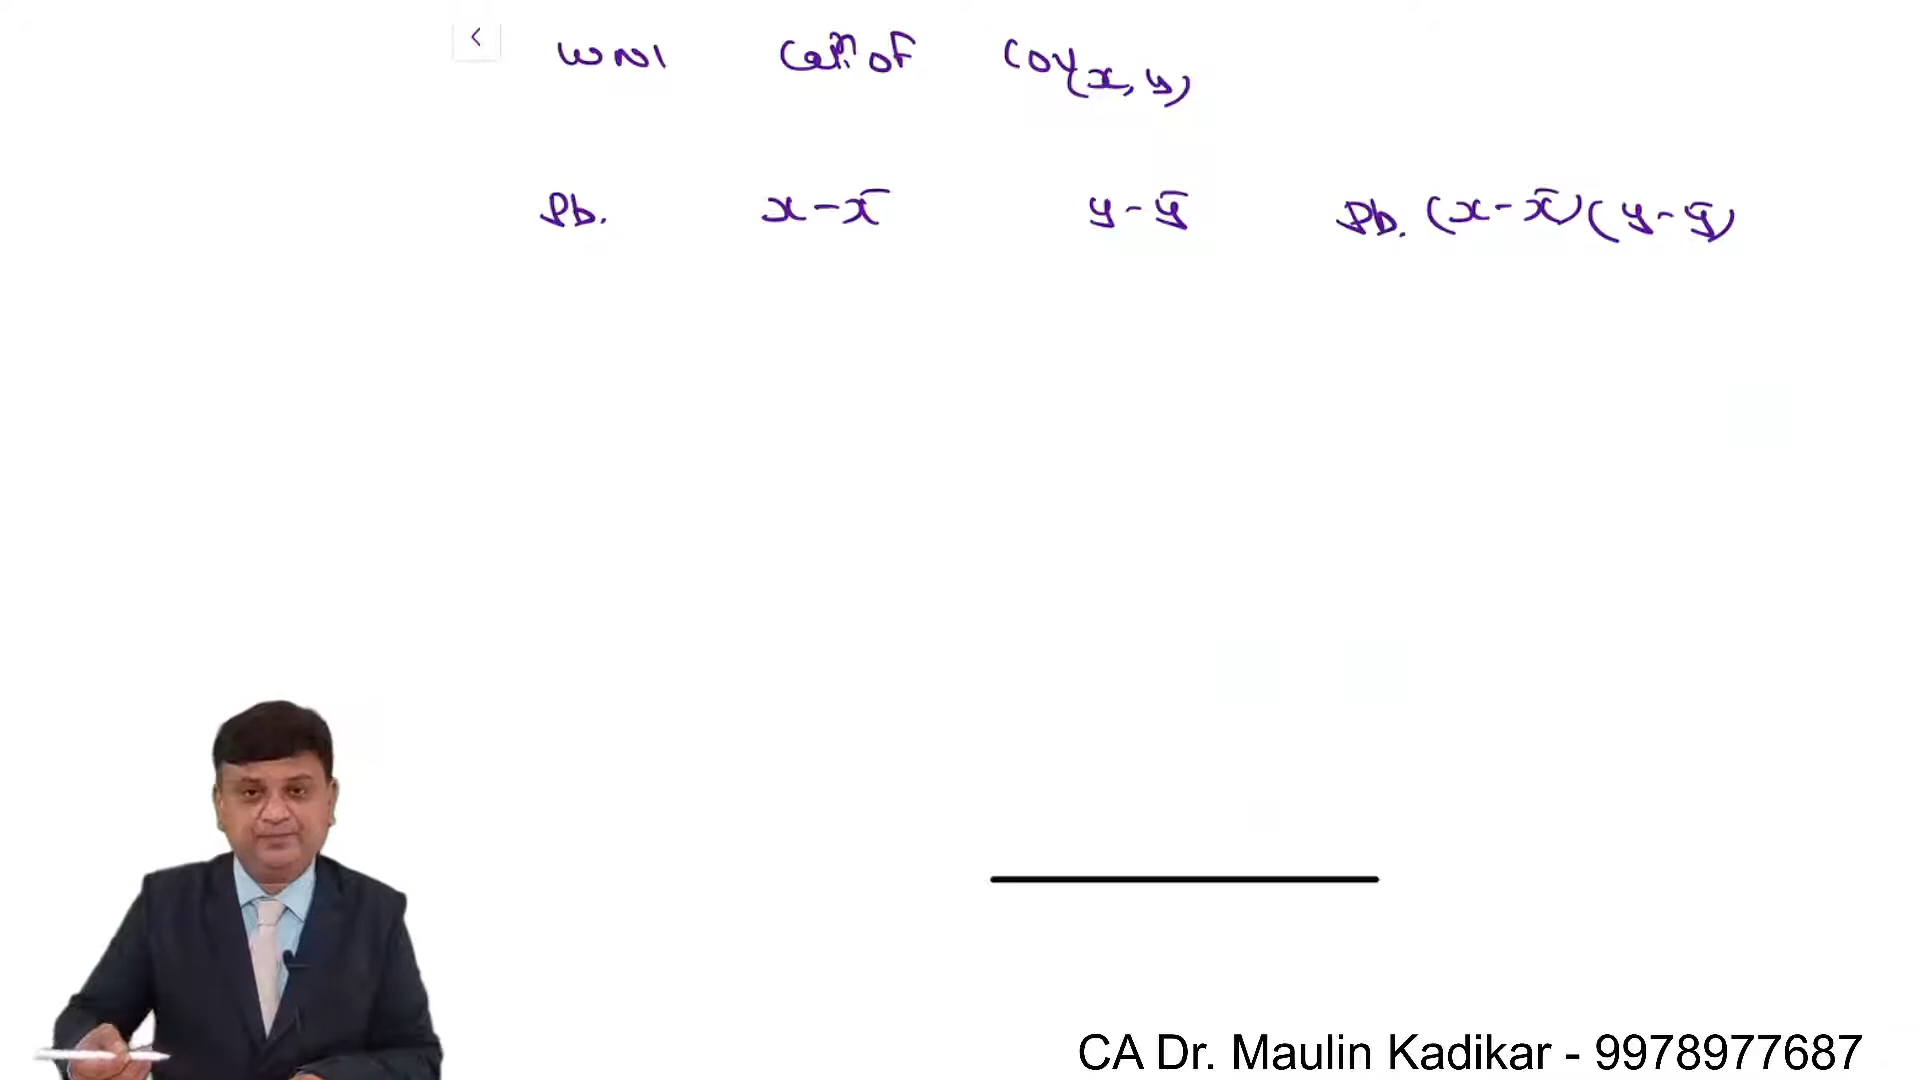 WN1 Caln of Cov(x, y)
Pb. x - x̄ y - ȳ Pb. (x - x̄)(y - ȳ)
CA Dr. Maulin Kadikar - 9978977687